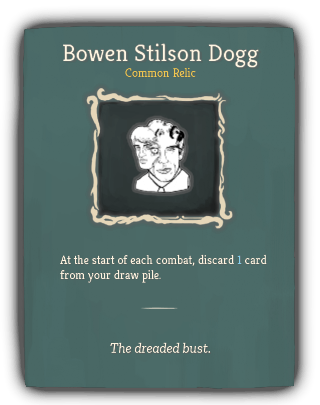 Bowen Stilson Dogg
Common Relic
At the start of each combat, discard 1 card
from your draw pile.
The dreaded bust.